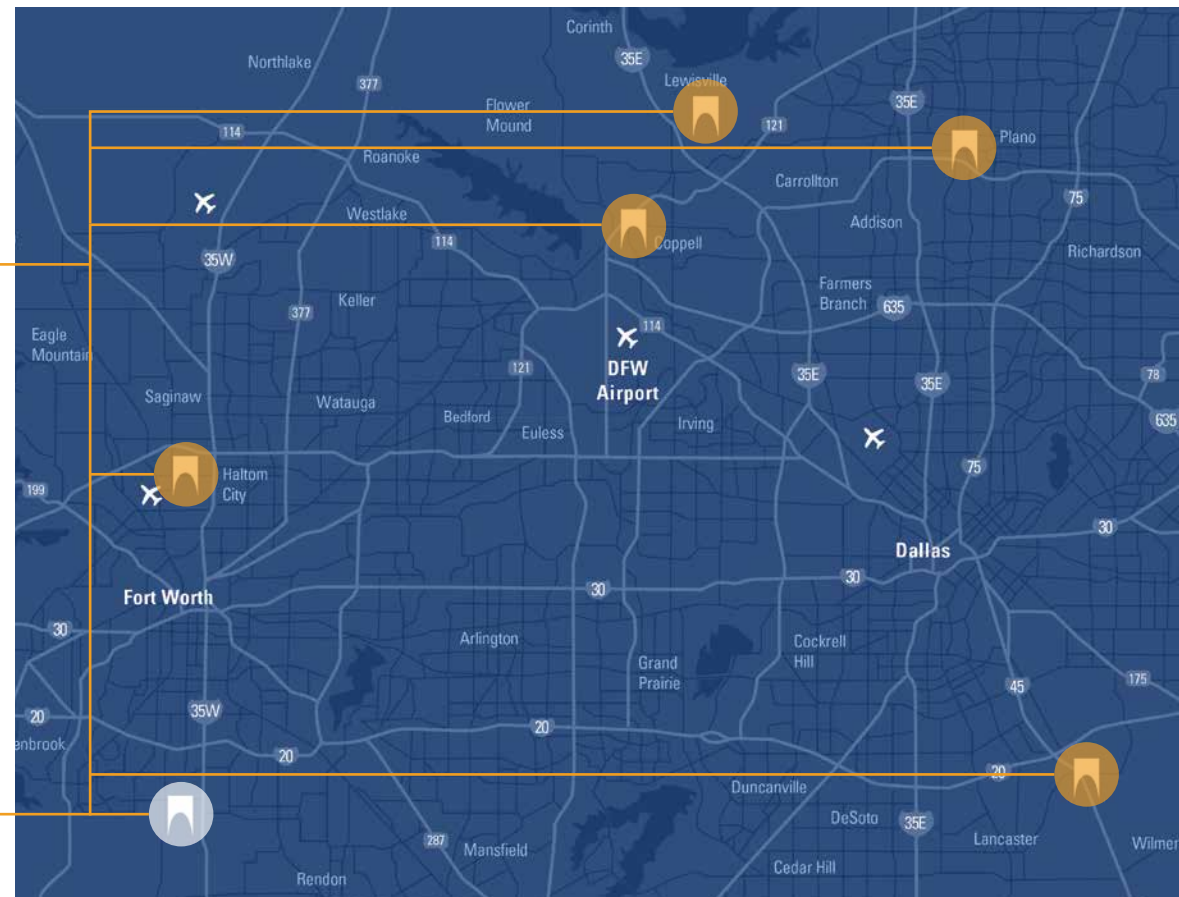 Corinth
Northlake
35E
377
Lewisville
Flower
Mound
35E
114
121
Plano
Roanoke
Carrollton
75
Westlake
Addison
114
Coppell
Richardson
35W
Farmers
Branch
635
Keller
377
Eagle
Mountain
114
DFW
Airport
121
35E
35E
78
Saginaw
Watauga
Bedford
Euless
Irving
635
Haltom
City
75
199
30
Dallas
30
30
Fort Worth
30
Arlington
Cockrell
Hill
Grand
Prairie
45
175
20
35W
20
enbrook
20
20
Duncanville
DeSoto
35E
Lancaster
Wilmer
287
Mansfield
Cedar Hill
Rendon